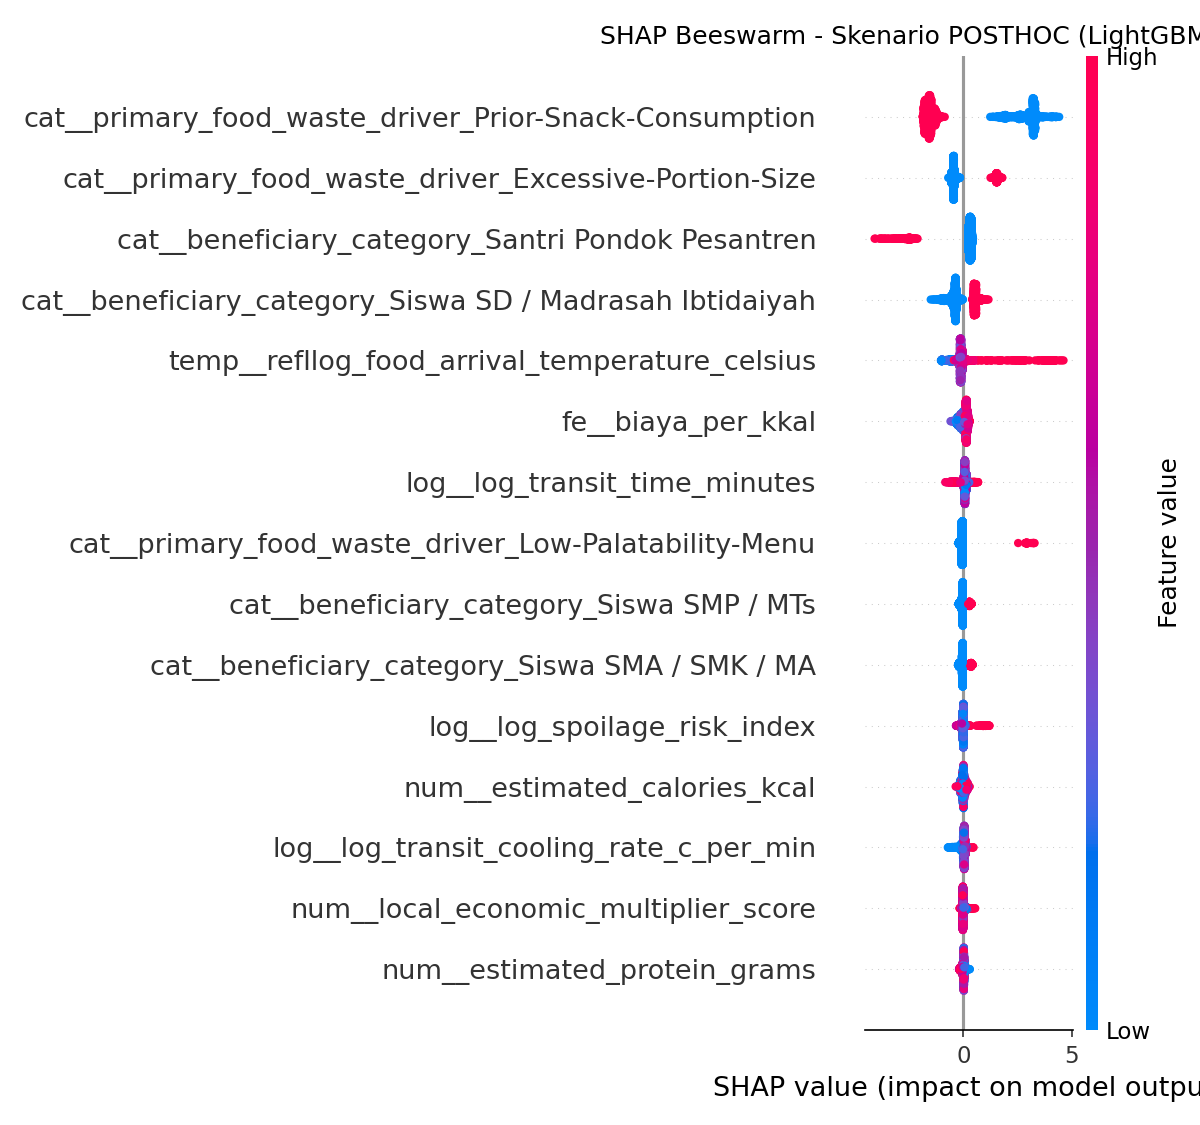 SHAP Beeswarm - Skenario POSTHOC (LightGBM
High
cat__primary_food_waste_driver_Prior-Snack-Consumption
cat__primary_food_waste_driver_Excessive-Portion-Size
cat__beneficiary_category_Santri Pondok Pesantren
cat__beneficiary_category_Siswa SD / Madrasah Ibtidaiyah
temp__refllog_food_arrival_temperature_celsius
fe__biaya_per_kkal
log__log_transit_time_minutes
cat__primary_food_waste_driver_Low-Palatability-Menu
cat__beneficiary_category_Siswa SMP / MTs
cat__beneficiary_category_Siswa SMA / SMK / MA
log__log_spoilage_risk_index
num__estimated_calories_kcal
log__log_transit_cooling_rate_c_per_min
num__local_economic_multiplier_score
num__estimated_protein_grams
Feature value
Low
0 5
SHAP value (impact on model outpu